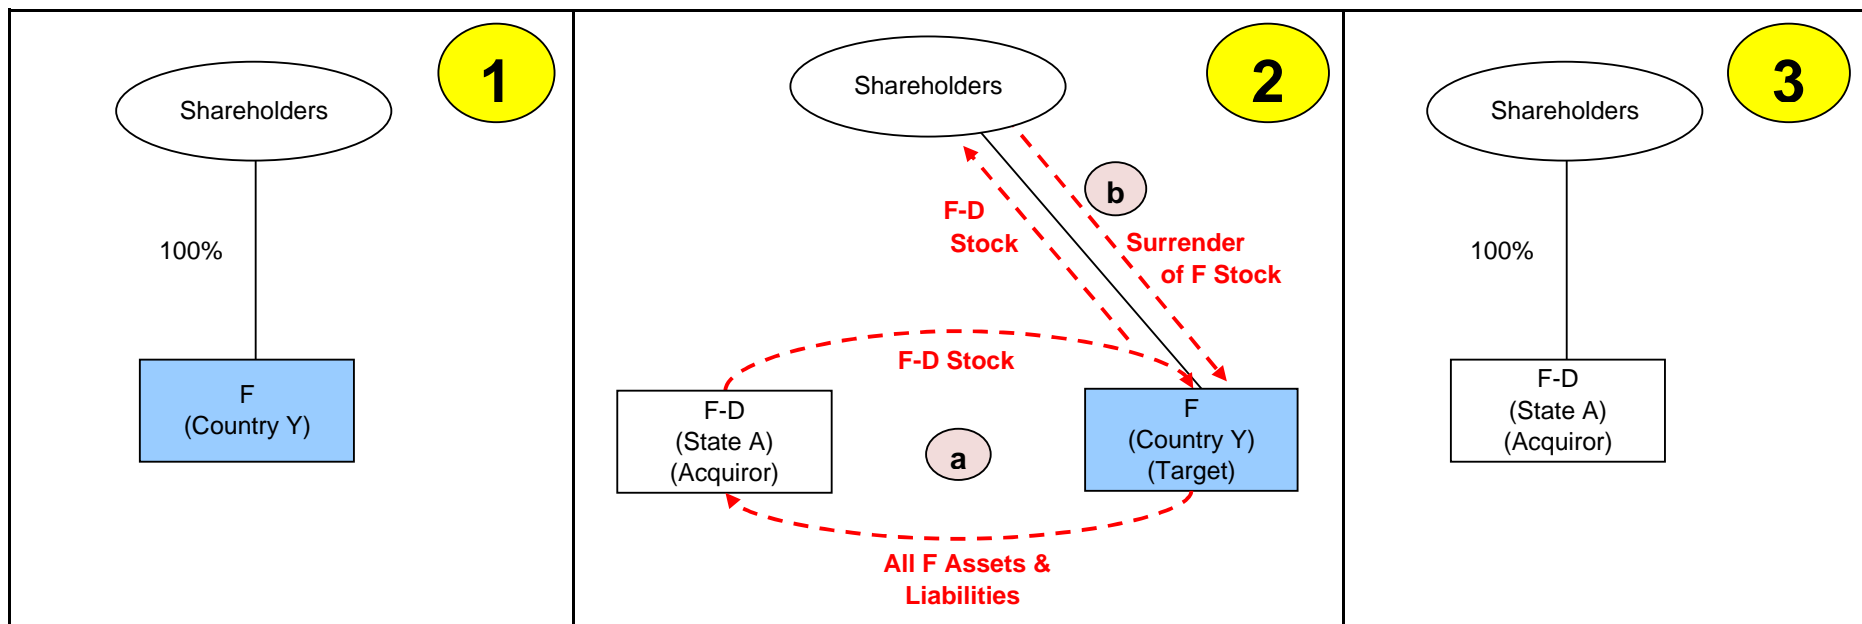 1
Shareholders
100%
F
(Country Y)
2
Shareholders
b
F-D
Stock
Surrender
of F Stock
F-D Stock
F-D
(State A)
(Acquiror)
a
F
(Country Y)
(Target)
All F Assets &
Liabilities
3
Shareholders
100%
F-D
(State A)
(Acquiror)